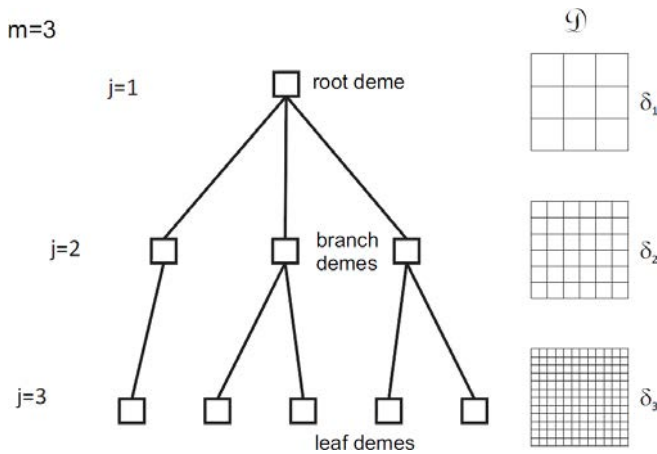 m=3
𝔇
j=1
root deme
δ₁
j=2
branch
demes
δ₂
j=3
δ₃
leaf demes